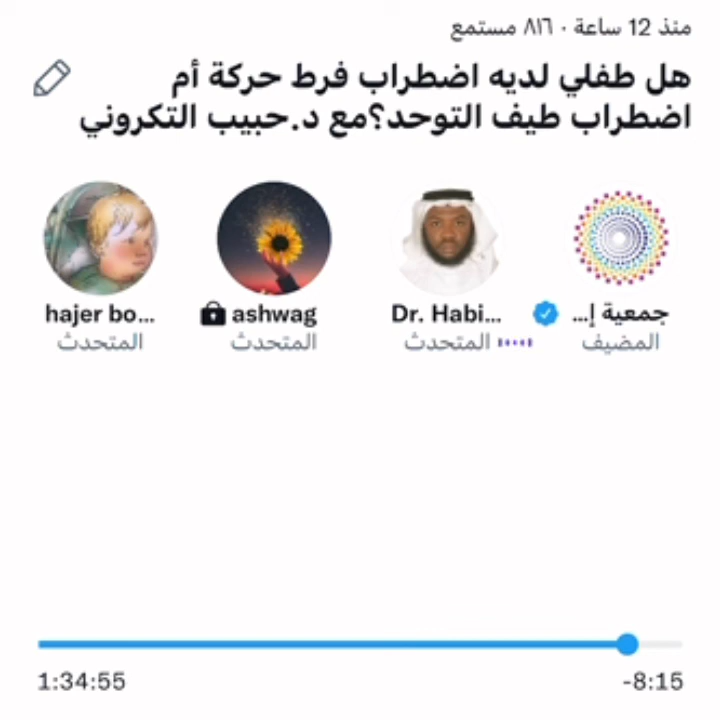 منذ 12 ساعة · ٨١٦ مستمع
هل طفلي لديه اضطراب فرط حركة أم
اضطراب طيف التوحد؟مع د.حبيب التكروني
جمعية إ...
المضيف
Dr. Habi...
المتحدث
ashwag
المتحدث
hajer bo...
المتحدث
1:34:55
-8:15